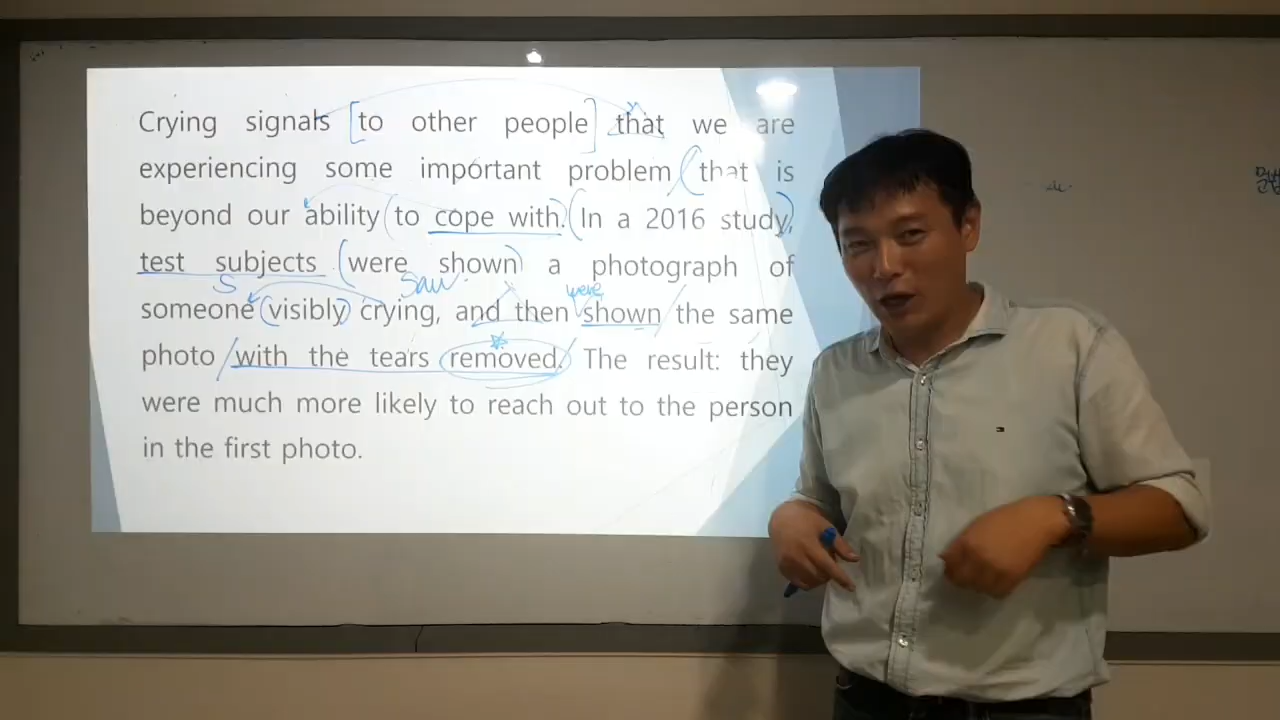 Crying signals [to other people] that we are
experiencing some important problem (that is
beyond our ability (to cope with). (In a 2016 study),
test subjects (were shown) a photograph of
S saw were
someone (visibly) crying, and then shown / the same
photo / with the tears removed. / The result: they
were much more likely to reach out to the person
in the first photo.